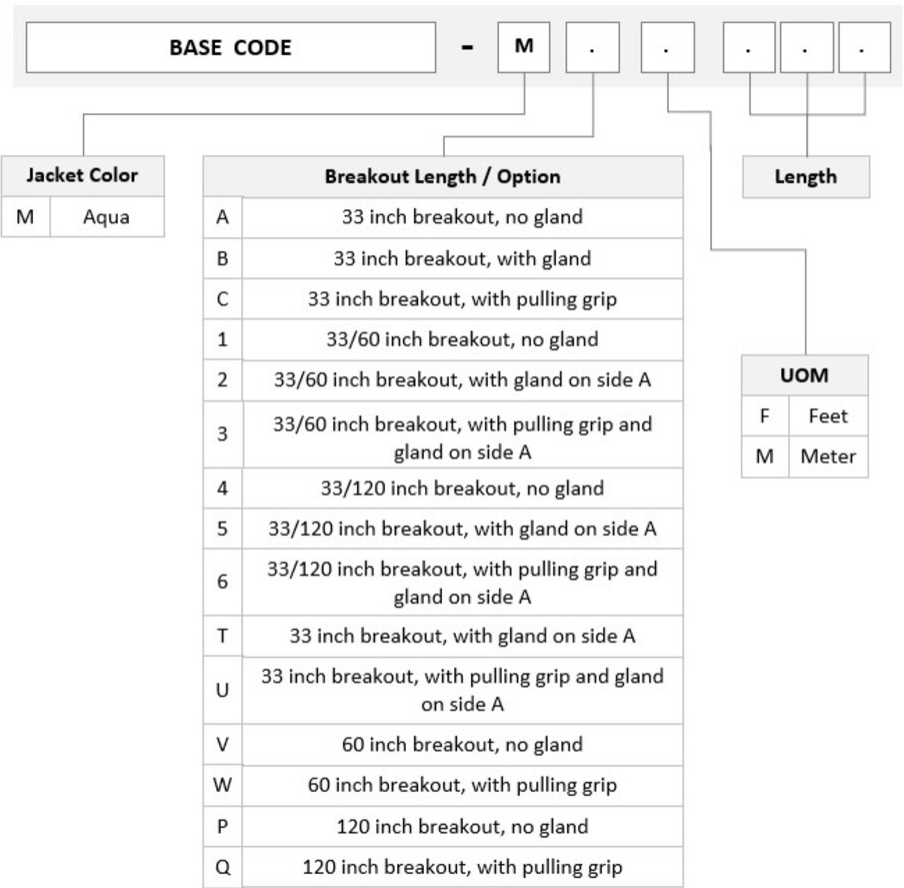 BASE CODE - M . . . . .
Jacket Color
M Aqua
Breakout Length / Option
A 33 inch breakout, no gland
B 33 inch breakout, with gland
C 33 inch breakout, with pulling grip
1 33/60 inch breakout, no gland
2 33/60 inch breakout, with gland on side A
3 33/60 inch breakout, with pulling grip and
gland on side A
4 33/120 inch breakout, no gland
5 33/120 inch breakout, with gland on side A
6 33/120 inch breakout, with pulling grip and
gland on side A
T 33 inch breakout, with gland on side A
U 33 inch breakout, with pulling grip and gland
on side A
V 60 inch breakout, no gland
W 60 inch breakout, with pulling grip
P 120 inch breakout, no gland
Q 120 inch breakout, with pulling grip
Length
UOM
F Feet
M Meter